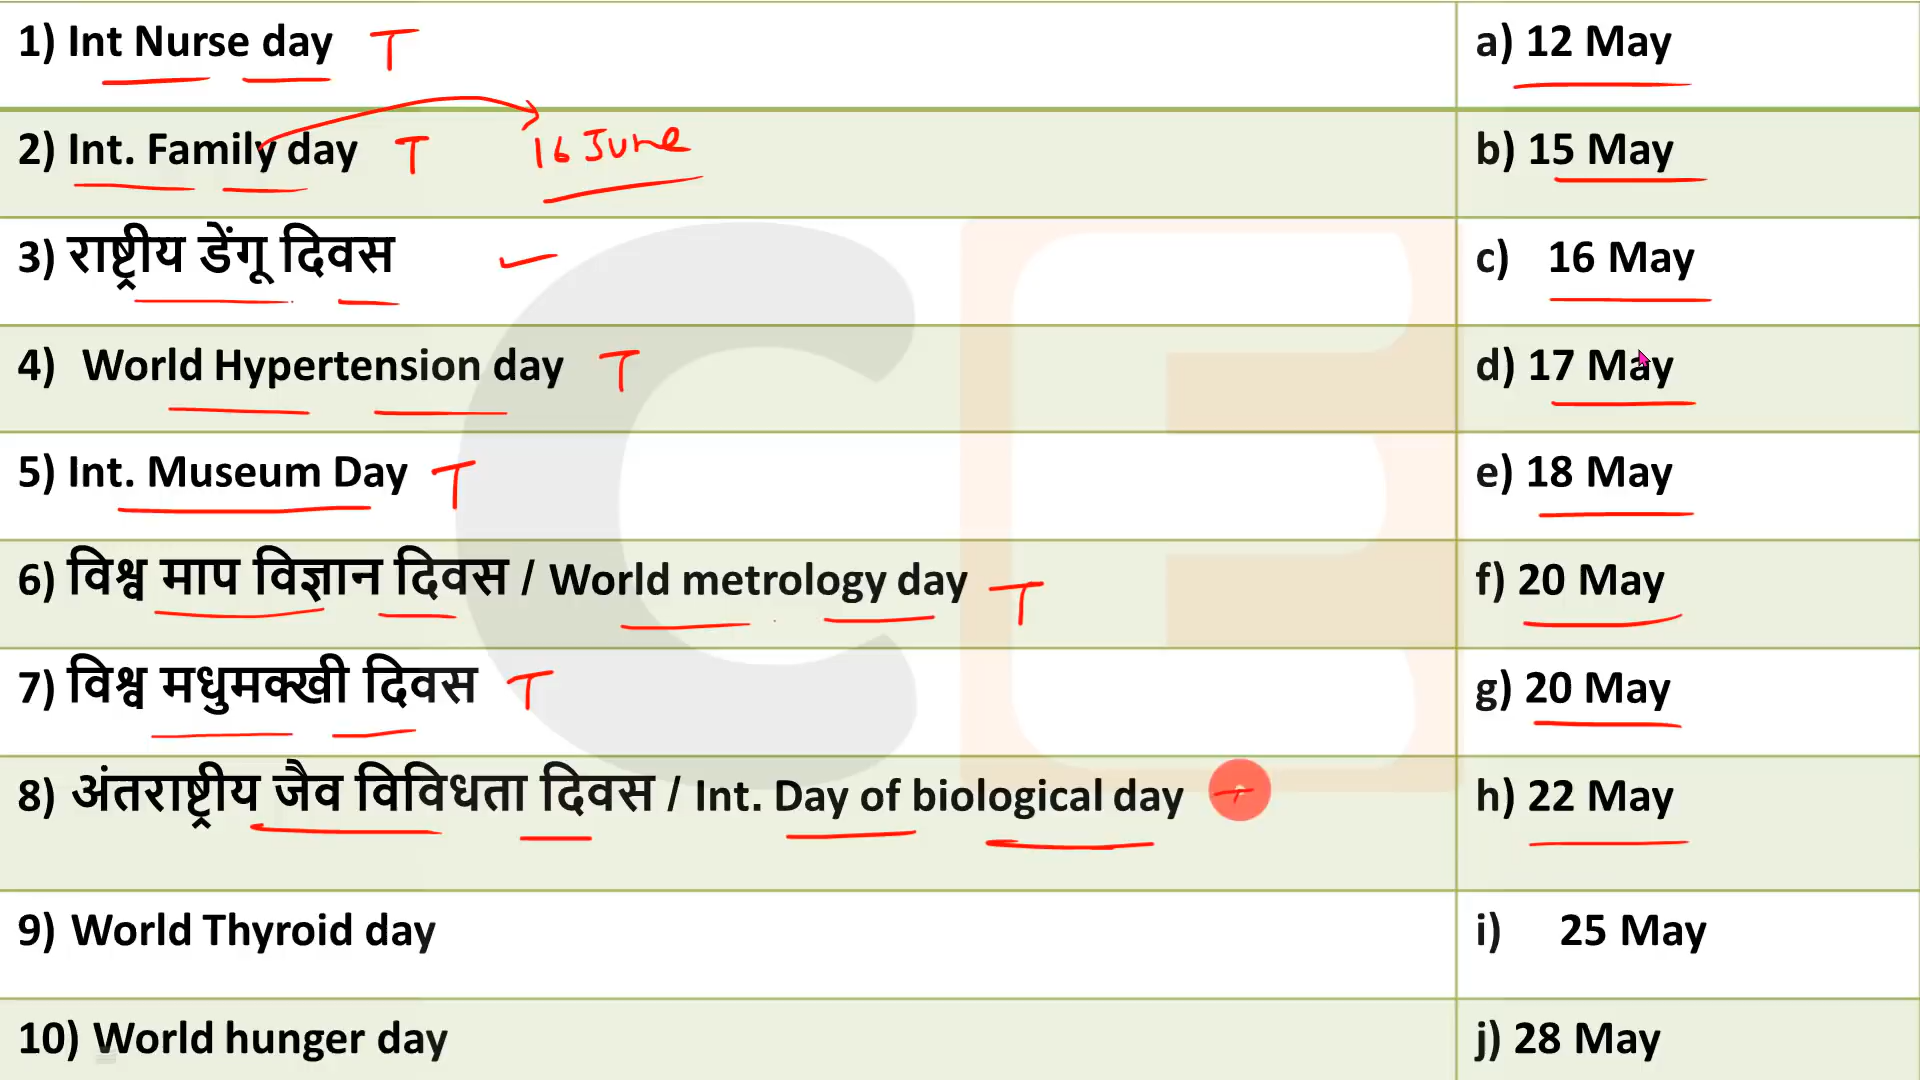 1) Int Nurse day T a) 12 May
2) Int. Family day T 16 June b) 15 May
3) राष्ट्रीय डेंगू दिवस c) 16 May
4) World Hypertension day T d) 17 May
5) Int. Museum Day T e) 18 May
6) विश्व माप विज्ञान दिवस / World metrology day T f) 20 May
7) विश्व मधुमक्खी दिवस T g) 20 May
8) अंतराष्ट्रीय जैव विविधता दिवस / Int. Day of biological day h) 22 May
9) World Thyroid day i) 25 May
10) World hunger day j) 28 May
CE